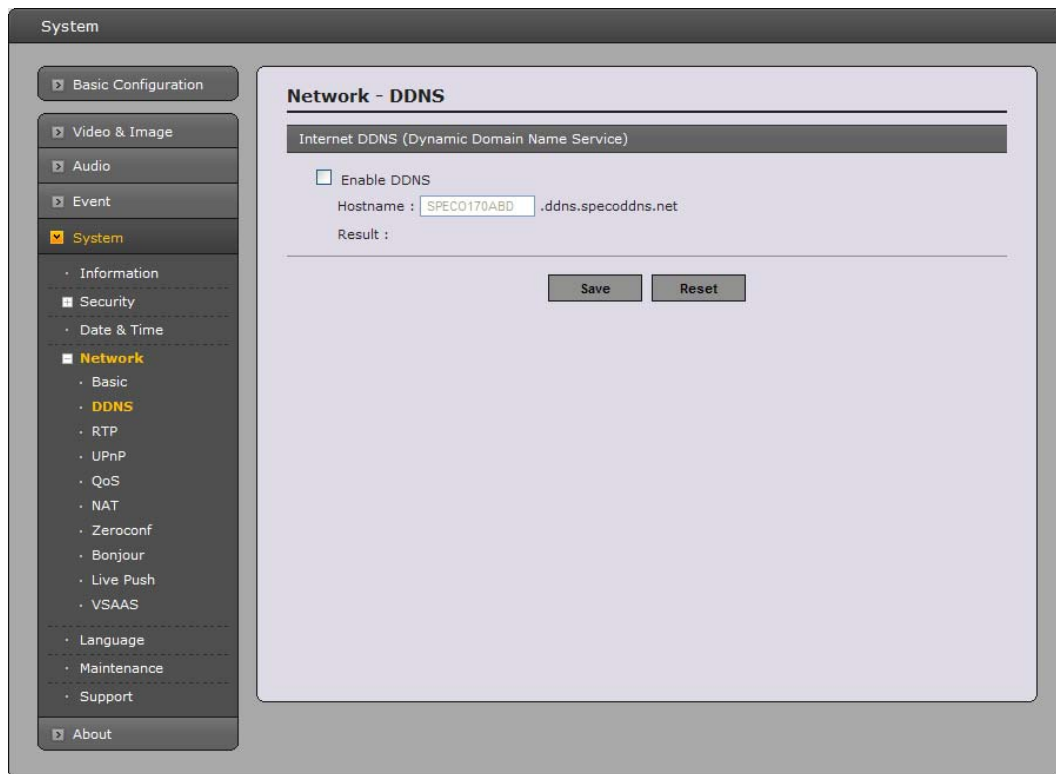 System
Basic Configuration
Video & Image
Audio
Event
System
· Information
Security
· Date & Time
Network
· Basic
· DDNS
· RTP
· UPnP
· QoS
· NAT
· Zeroconf
· Bonjour
· Live Push
· VSAAS
· Language
· Maintenance
· Support
About
Network - DDNS
Internet DDNS (Dynamic Domain Name Service)
Enable DDNS
Hostname : SPECO170ABD .ddns.specoddns.net
Result :
Save Reset